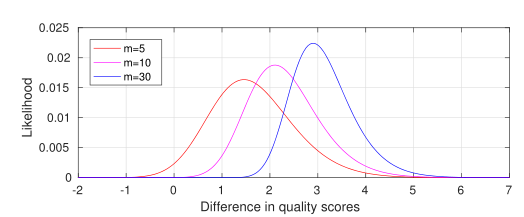 0.025
0.02
0.015
0.01
0.005
0
Likelihood
m=5
m=10
m=30
-2 -1 0 1 2 3 4 5 6 7
Difference in quality scores